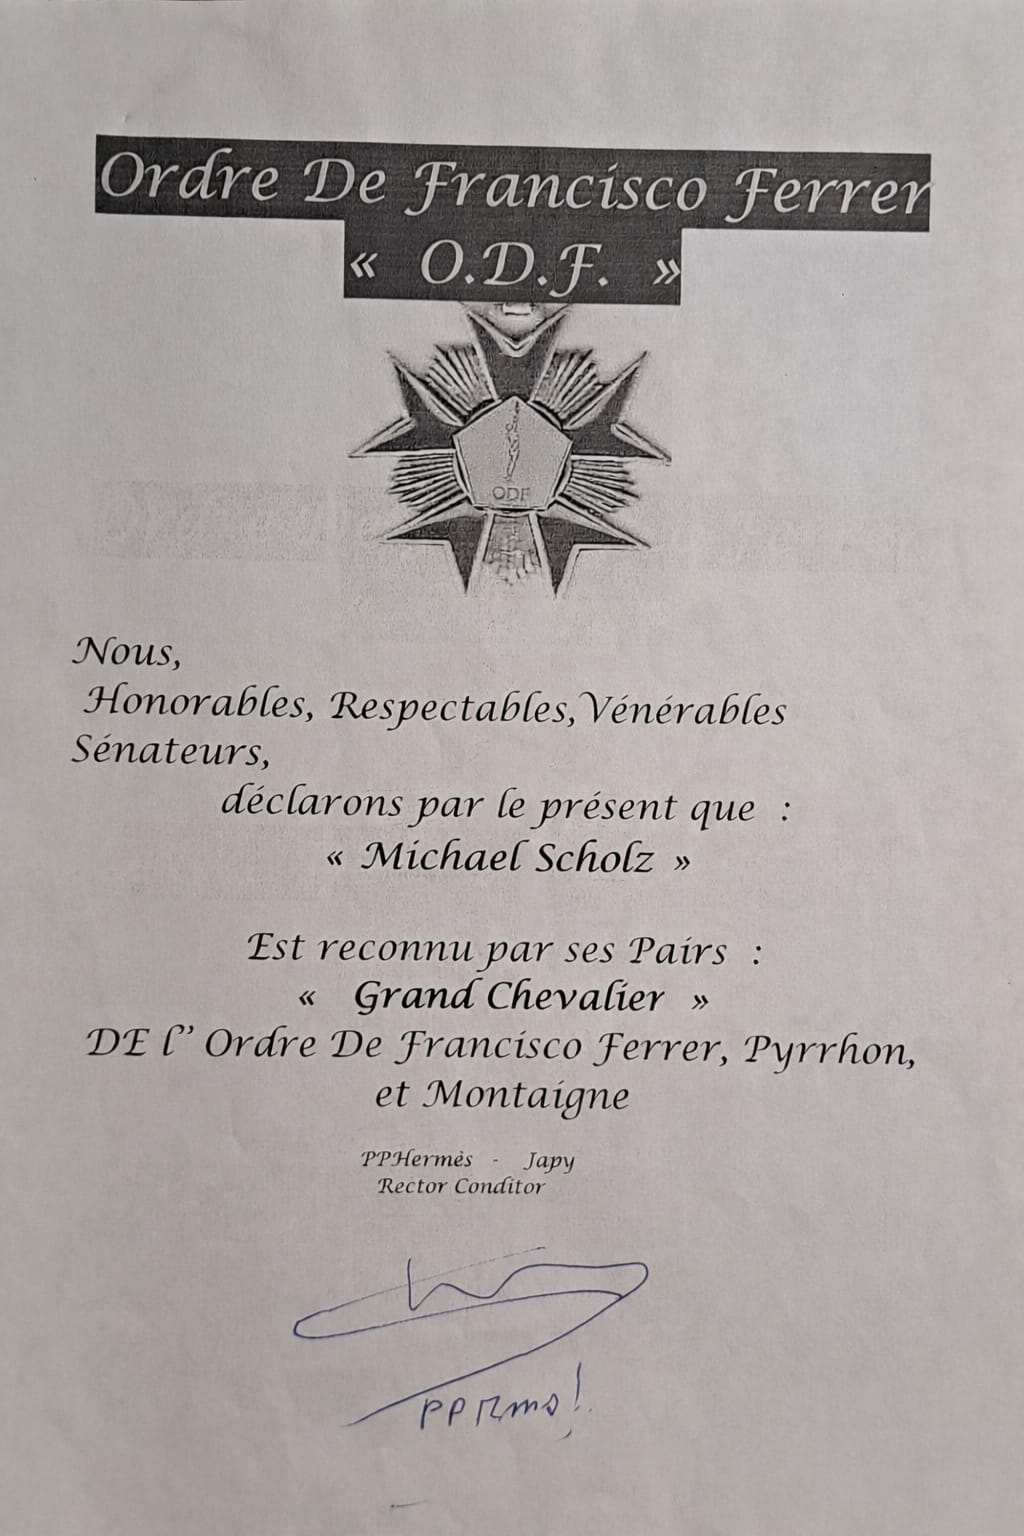 Ordre De Francisco Ferrer
« O.D.F. »
ODF
Nous,
Honorables, Respectables, Vénérables
Sénateurs,
déclarons par le présent que :
« Michael Scholz »
Est reconnu par ses Pairs :
« Grand Chevalier »
DE l’ Ordre De Francisco Ferrer, Pyrrhon,
et Montaigne
PPHermès - Japy
Rector Conditor